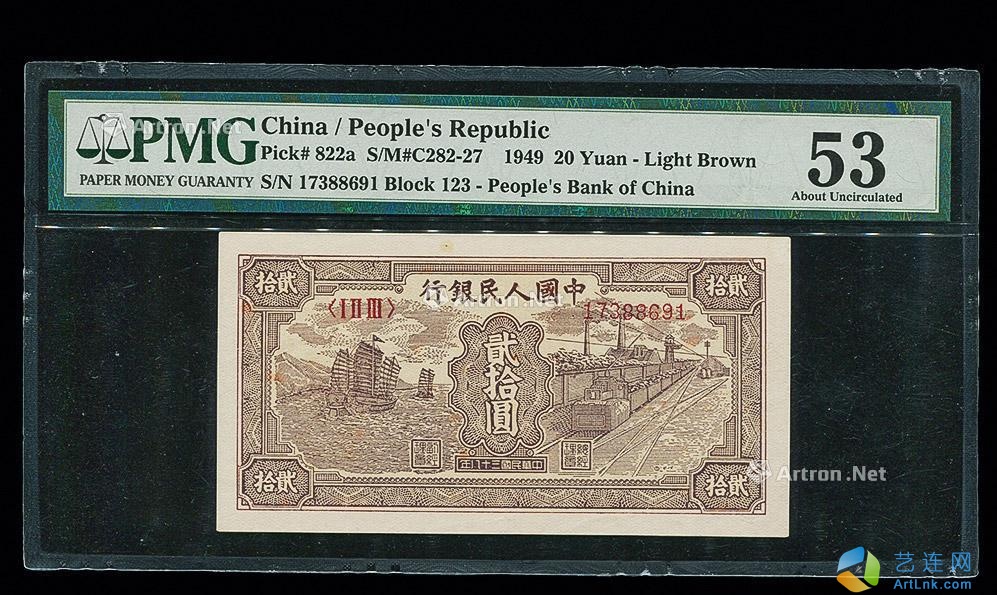 PMG
PAPER MONEY GUARANTY
China / People's Republic
Pick# 822a S/M#C282-27 1949 20 Yuan - Light Brown
S/N 17388691 Block 123 - People's Bank of China
53
About Uncirculated
Artron.Net
行銀民人國中
拾貳
拾貳
〈I II III〉
17388691
Artron.Net
貳拾圓
年八十三國民華中
拾貳
拾貳
Artron.Net
艺连网
ArtLnk.com